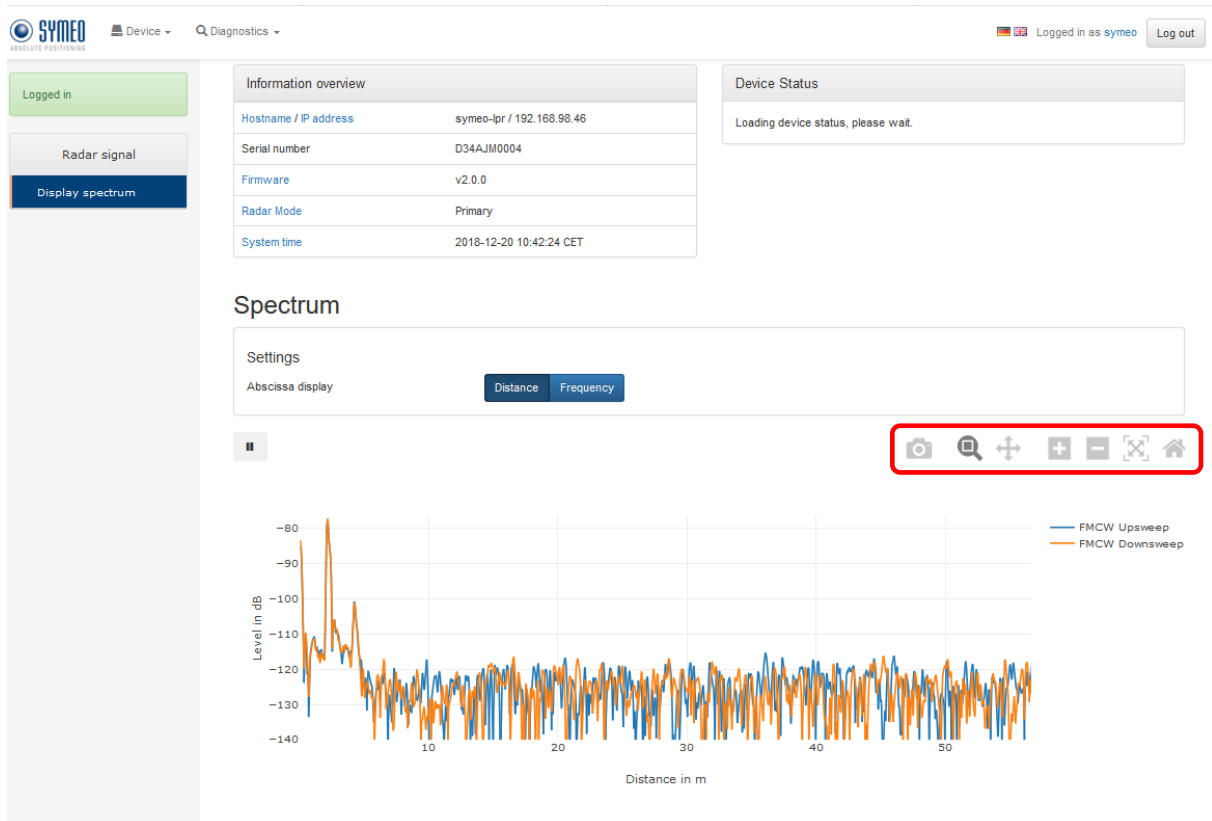 SYMEO
ABSOLUTE POSITIONING
Device
Diagnostics
Logged in as symeo
Log out
Logged in
Radar signal
Display spectrum
Information overview
Hostname / IP address symeo-lpr / 192.168.98.46
Serial number D34AJM0004
Firmware v2.0.0
Radar Mode Primary
System time 2018-12-20 10:42:24 CET
Device Status
Loading device status, please wait.
Spectrum
Settings
Abscissa display Distance Frequency
FMCW Upsweep
FMCW Downsweep
Level in dB
−80
−90
−100
−110
−120
−130
−140
10 20 30 40 50
Distance in m